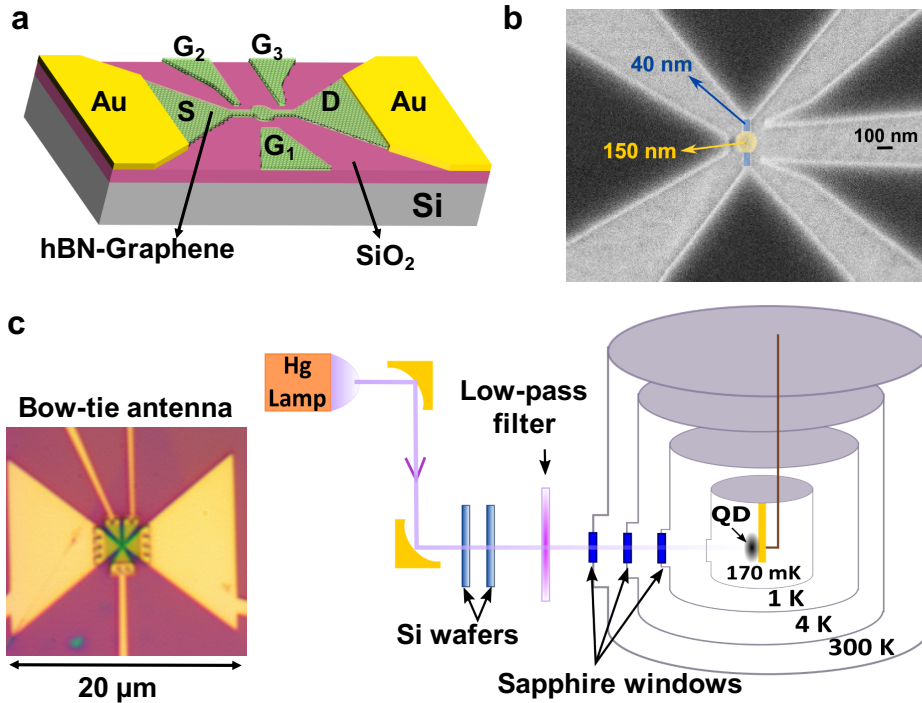 a
G₂
G₃
Au
S
D
Au
G₁
Si
hBN-Graphene
SiO₂
b
40 nm
150 nm
100 nm
c
Bow-tie antenna
20 µm
Hg
Lamp
Low-pass
filter
Si wafers
Sapphire windows
QD
170 mK
1 K
4 K
300 K